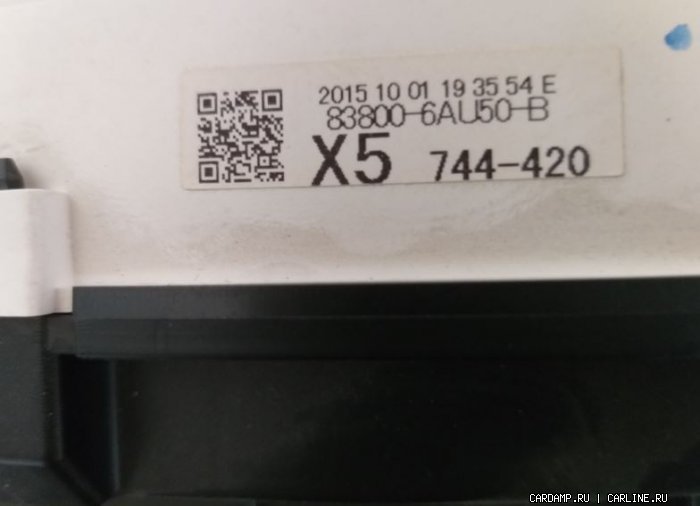 2015 10 01 19 35 54 E
83800-6AU50-B
X5 744-420
CARDAMP.RU | CARLINE.RU